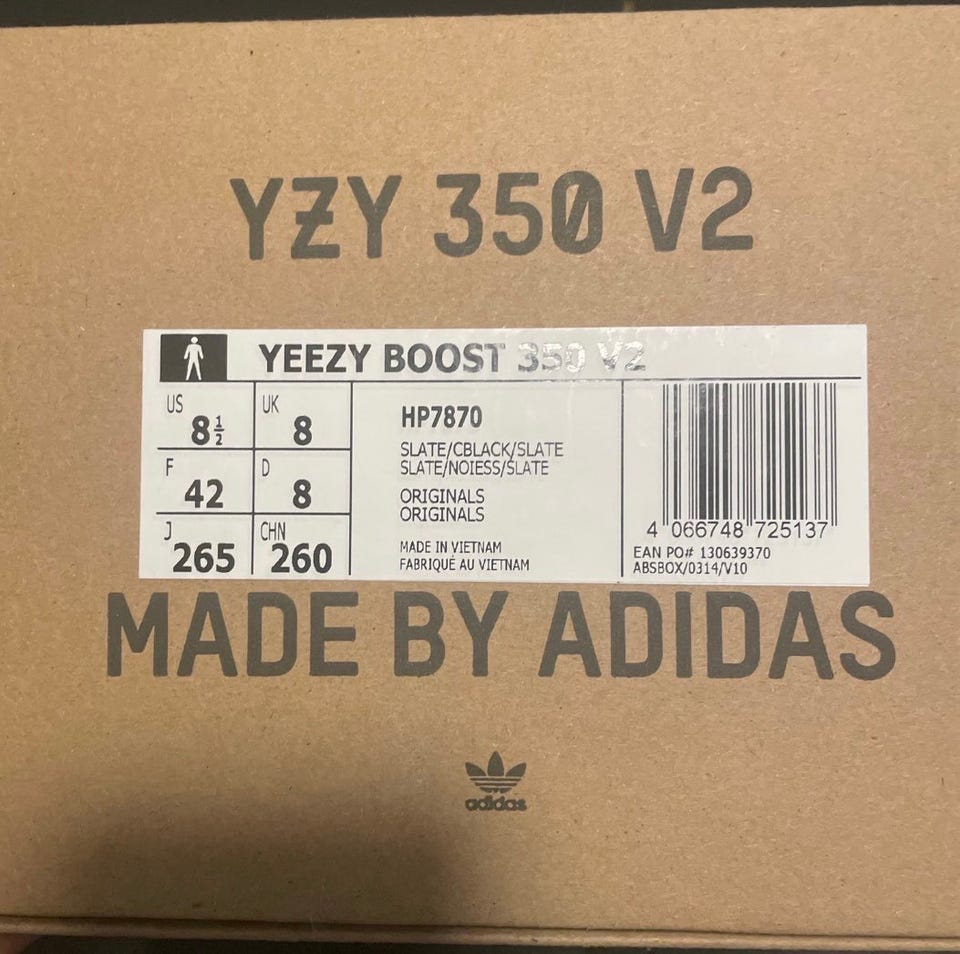 YZY 350 V2
YEEZY BOOST 350 V2
US 8½ UK 8
F 42 D 8
J 265 CHN 260
HP7870
SLATE/CBLACK/SLATE
SLATE/NOIESS/SLATE
ORIGINALS
ORIGINALS
MADE IN VIETNAM
FABRIQUÉ AU VIETNAM
4 066748 725137
EAN PO# 130639370
ABSBOX/0314/V10
MADE BY ADIDAS
adidas